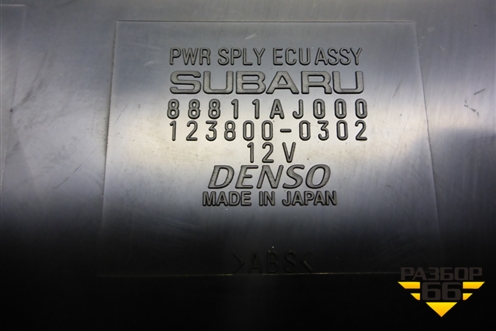 PWR SPLY ECU ASSY
SUBARU
88811AJ000
123800-0302
12V
DENSO
MADE IN JAPAN
>ABS<
РАЗБОР
66